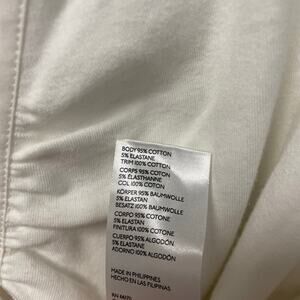 BODY 95% COTTON
5% ELASTANE
TRIM 100% COTTON
CORPS 95% COTON
5% ÉLASTHANNE
COL 100% COTON
KÖRPER 95% BAUMWOLLE
5% ELASTAN
BESATZ 100% BAUMWOLLE
CORPO 95% COTONE
5% ELASTAN
FINITURA 100% COTONE
CUERPO 95% ALGODÓN
5% ELASTANO
ADORNO 100% ALGODÓN
MADE IN PHILIPPINES
HECHO EN LAS FILIPINAS